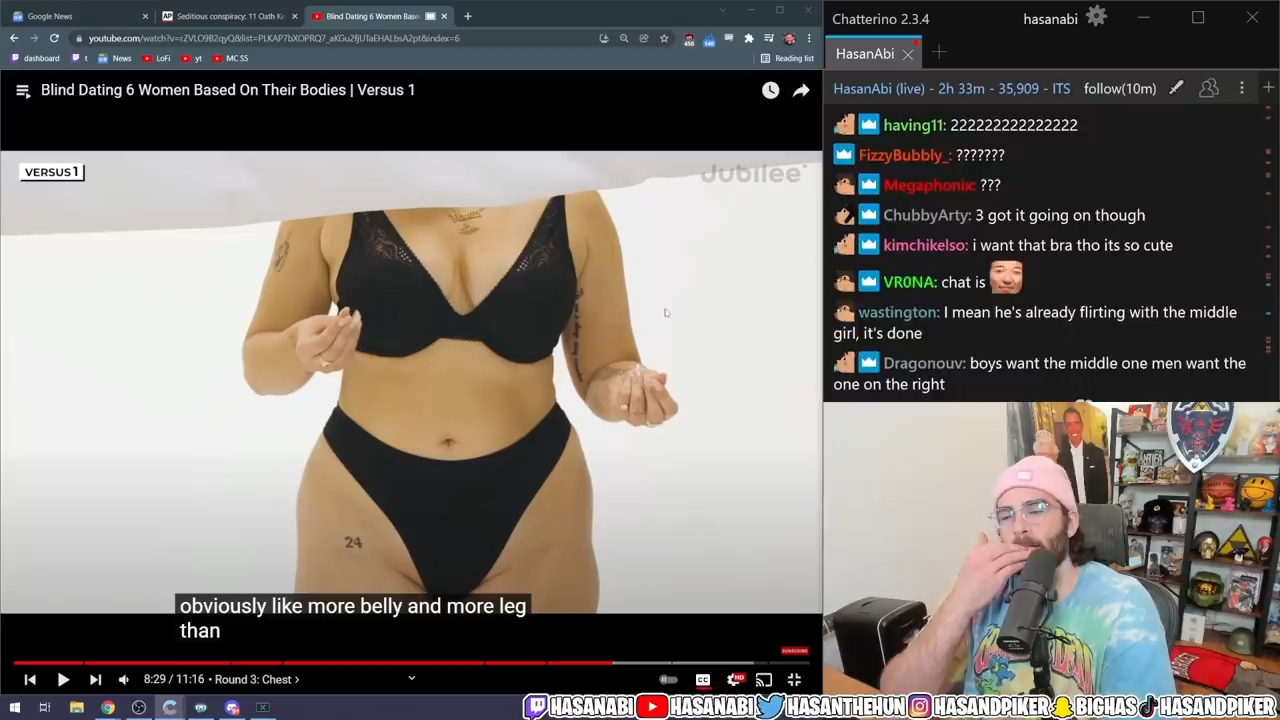 Google News
Seditious conspiracy: 11 Oath Ke
Blind Dating 6 Women Base
youtube.com/watch?v=rZVLO9B2qyQ&list=PLKAP7bXOPRQ7_aKGu2fjUTaEHALbsA2pt&index=6
dashboard
t
News
LoFi
yt
MC SS
Reading list
Blind Dating 6 Women Based On Their Bodies | Versus 1
VERSUS 1
Jubilee
24
obviously like more belly and more leg
than
SUBSCRIBE
8:29 / 11:16 • Round 3: Chest
CC
HD
Chatterino 2.3.4
hasanabi
HasanAbi
HasanAbi (live) - 2h 33m - 35,909 - ITS
follow(10m)
having11: 22222222222222
FizzyBubbly_: ???????
Megaphonix: ???
ChubbyArty: 3 got it going on though
kimchikelso: i want that bra tho its so cute
VR0NA: chat is
wastington: I mean he's already flirting with the middle
girl, it's done
Dragonouv: boys want the middle one men want the
one on the right
HASANABI HASANABI HASANTHEHUN HASANDPIKER BIGHAS HASANDPIKER